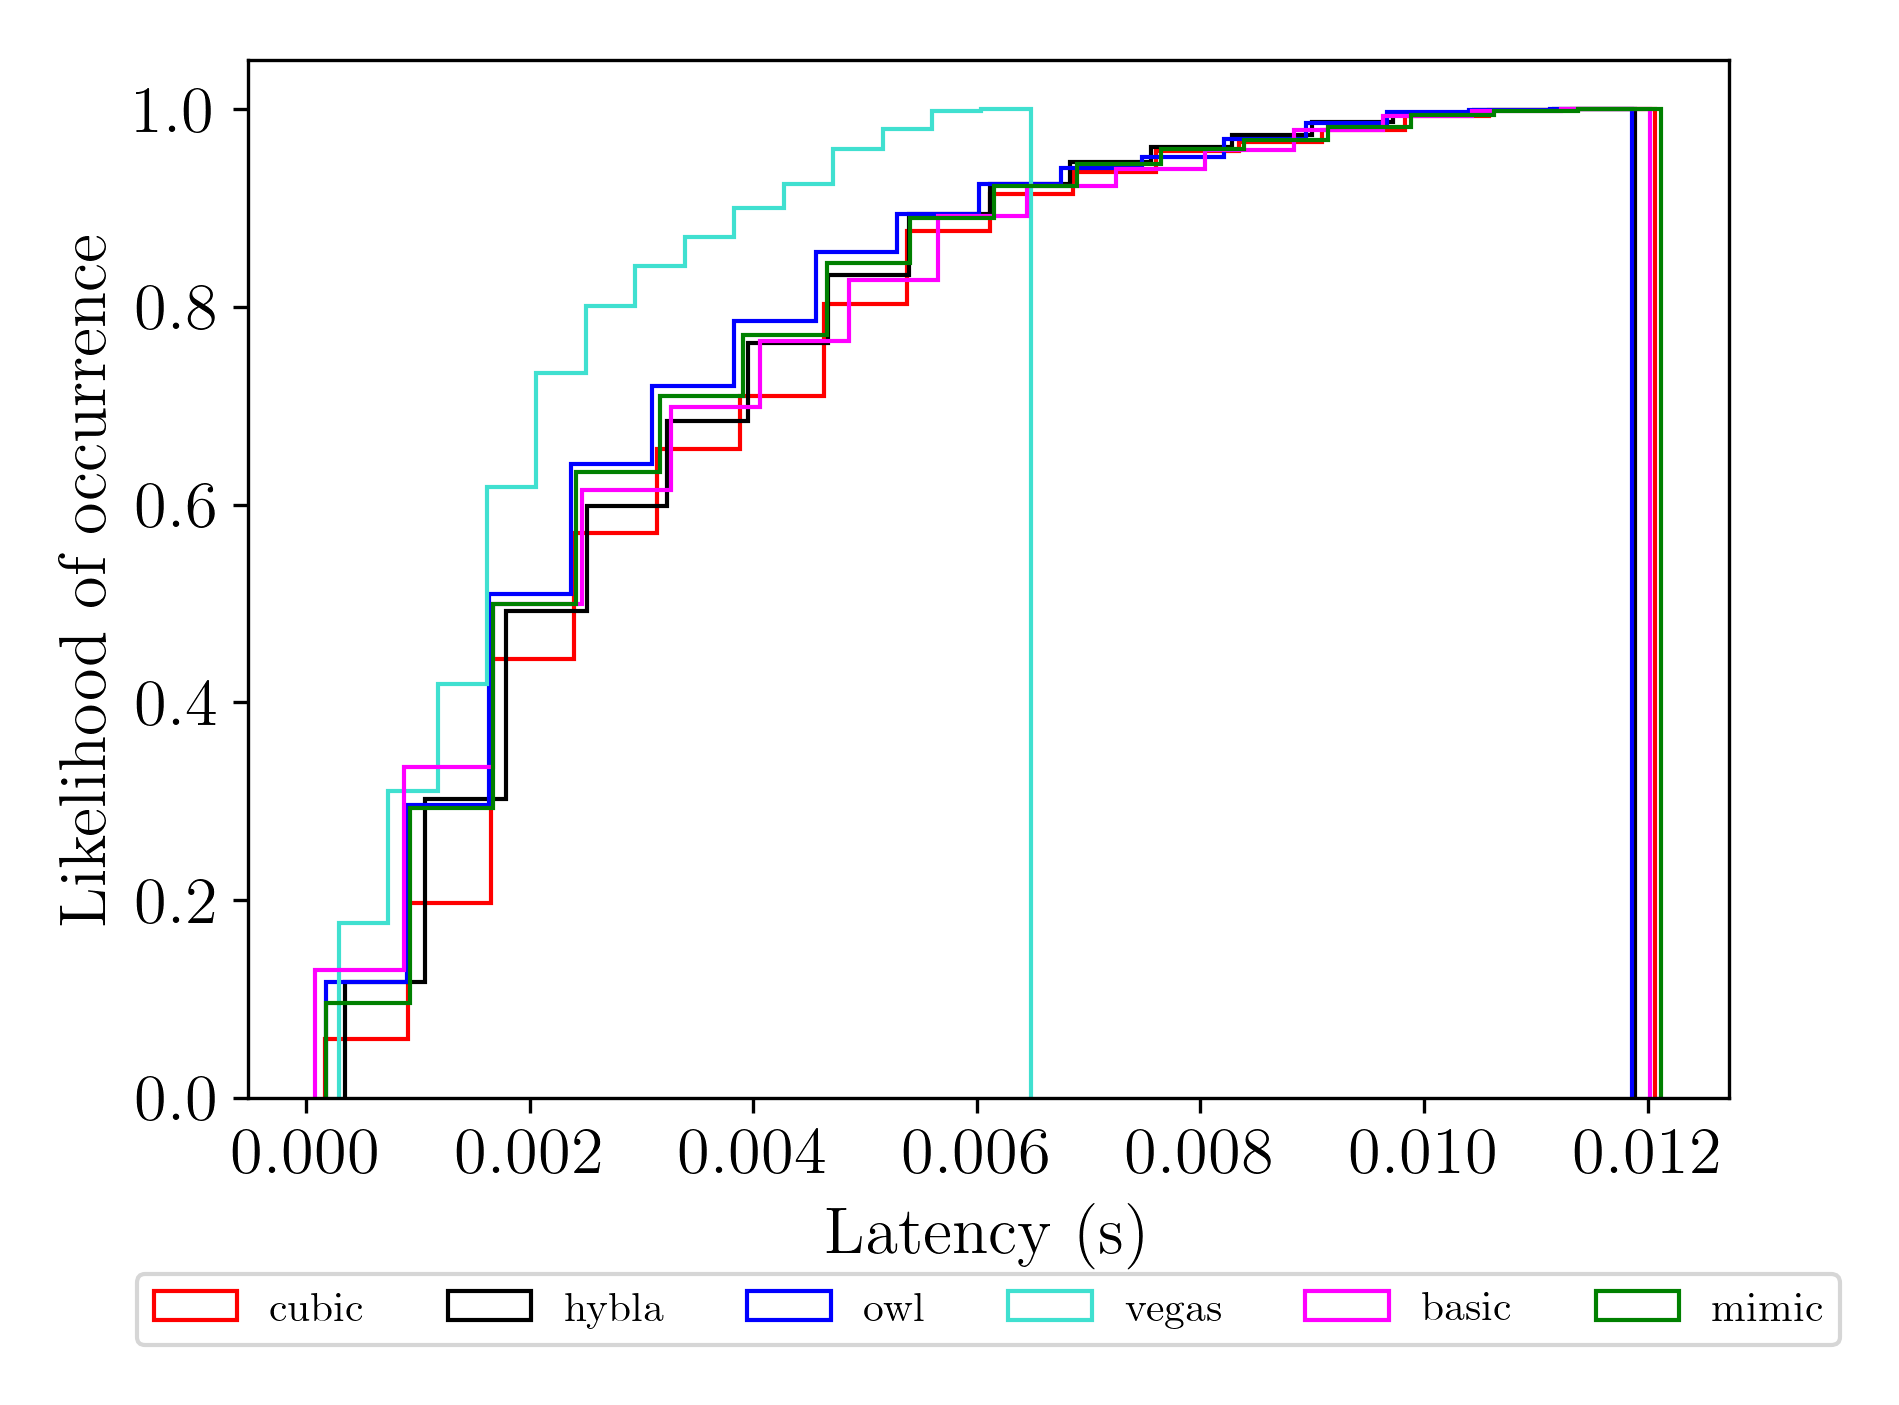 1.0
0.8
0.6
0.4
0.2
0.0
Likelihood of occurrence
0.000 0.002 0.004 0.006 0.008 0.010 0.012
Latency (s)
cubic hybla owl vegas basic mimic